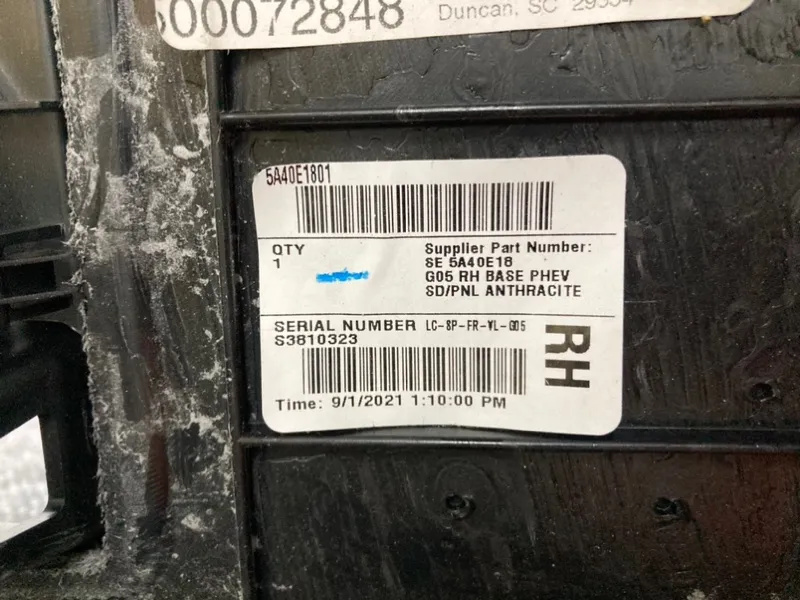 00072848
Duncan, SC 29334
5A40E1801
QTY
1
Supplier Part Number:
SE 5A40E18
G05 RH BASE PHEV
SD/PNL ANTHRACITE
SERIAL NUMBER LC-8P-FR-VL-G05
S3810323
RH
Time: 9/1/2021 1:10:00 PM